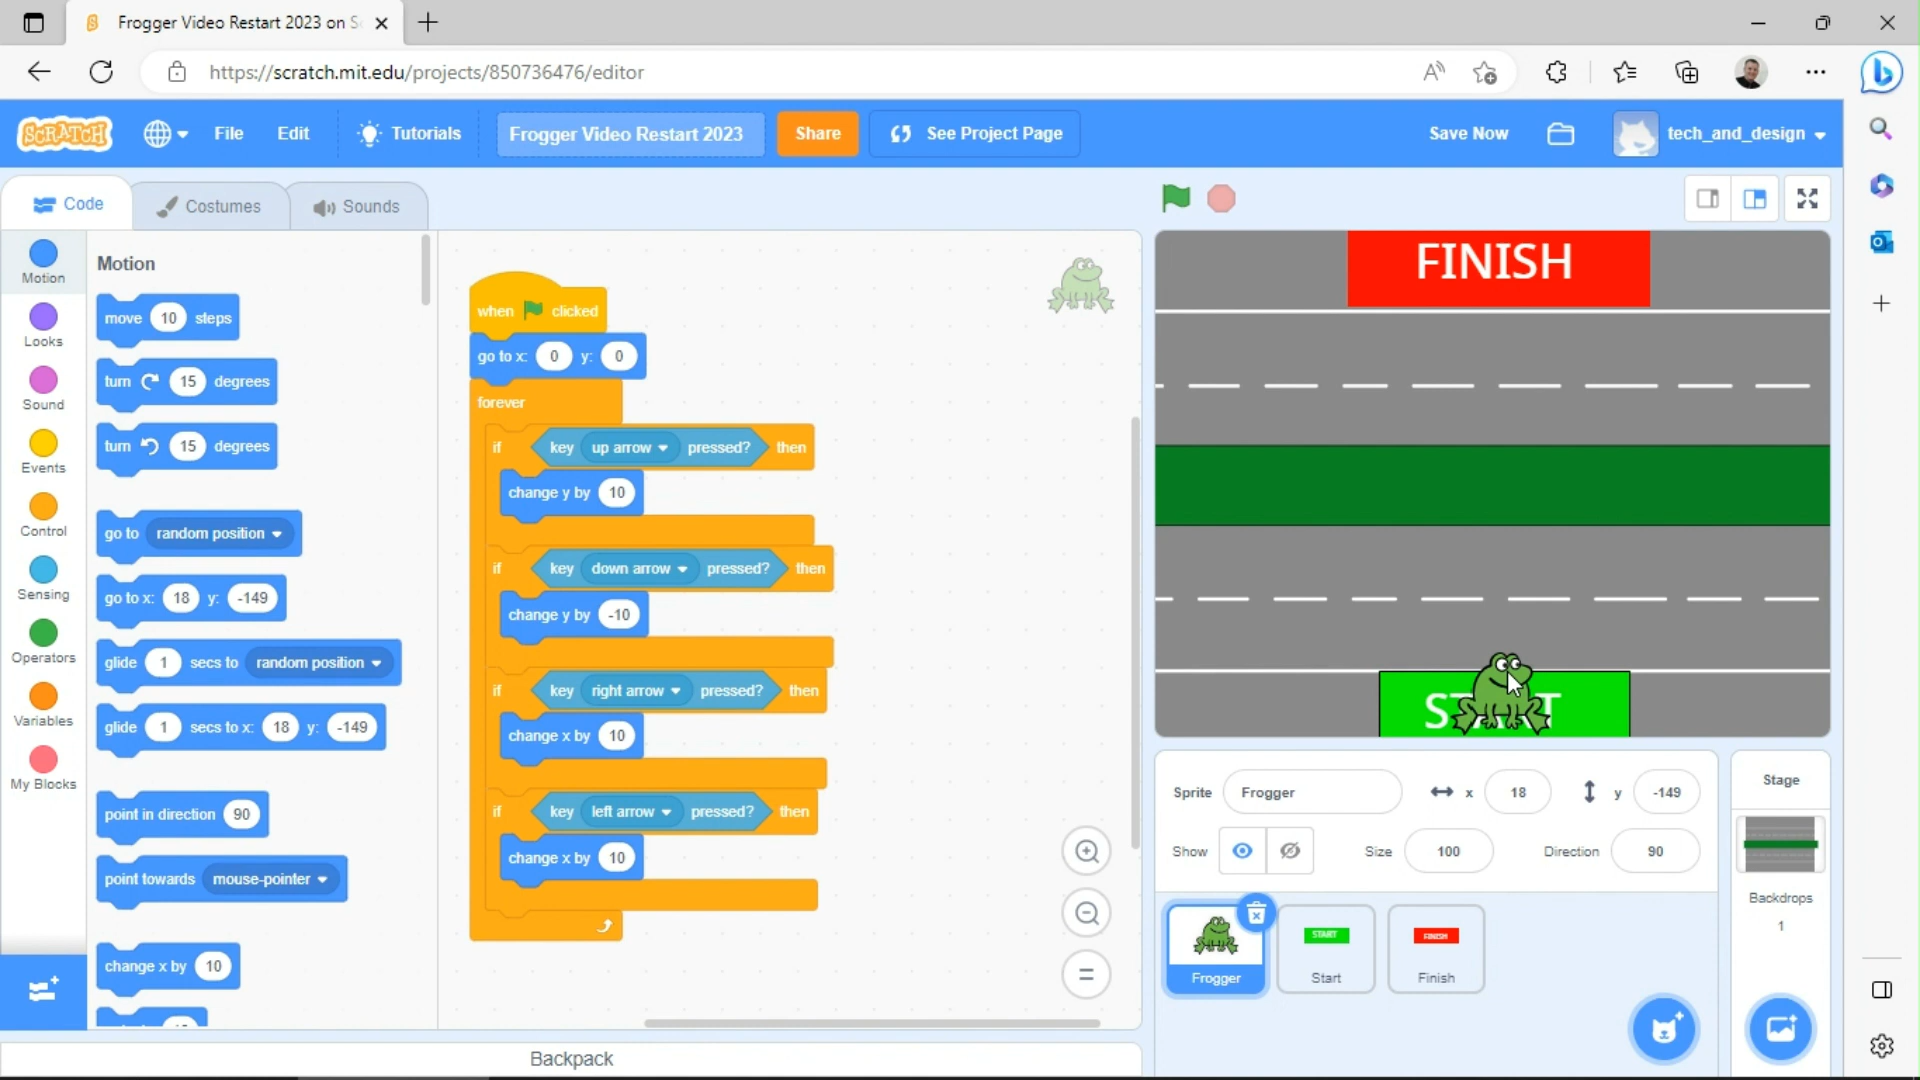 Frogger Video Restart 2023 on S
https://scratch.mit.edu/projects/850736476/editor
SCRATCH File Edit Tutorials Frogger Video Restart 2023 Share See Project Page Save Now tech_and_design
Code Costumes Sounds
Motion
Looks
Sound
Events
Control
Sensing
Operators
Variables
My Blocks
Motion
move 10 steps
turn 15 degrees
turn 15 degrees
go to random position
go to x: 18 y: -149
glide 1 secs to random position
glide 1 secs to x: 18 y: -149
point in direction 90
point towards mouse-pointer
change x by 10
when clicked
go to x: 0 y: 0
forever
if key up arrow pressed? then
change y by 10
if key down arrow pressed? then
change y by -10
if key right arrow pressed? then
change x by 10
if key left arrow pressed? then
change x by 10
Backpack
FINISH
START
Sprite Frogger x 18 y -149
Show Size 100 Direction 90
Frogger
START
Start
FINISH
Finish
Stage
Backdrops
1